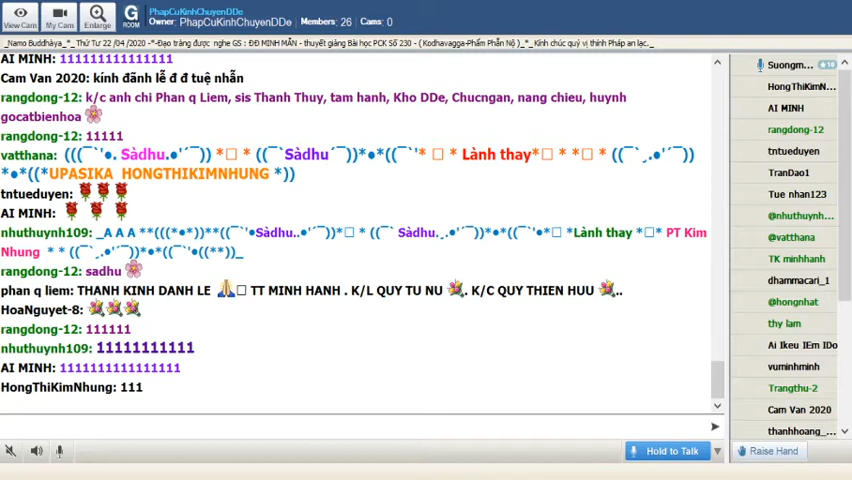 PhapCuKinhChuyenDDe
Owner: PhapCuKinhChuyenDDe Members: 26 Cams: 0
View Cam My Cam Enlarge G ROOM
_Namo Buddhàya_*_ Thứ Tư 22 /04 /2020 -*-Đạo tràng được nghe GS : ĐĐ MINH MẪN - thuyết giảng Bài học PCK Số 230 - ( Kodhavagga-Phẩm Phẫn Nộ )_*_Kính chúc quý vị thính Pháp an lạc._
AI MINH: 1111111111111111
Cam Van 2020: kính đãnh lễ đ đ tuệ nhẫn
rangdong-12: k/c anh chi Phan q Liem, sis Thanh Thuy, tam hanh, Kho DDe, Chucngan, nang chieu, huynh
gocatbienhoa
rangdong-12: 11111
vatthana: (((¯`'•. Sàdhu.•'´¯)) *□ * ((¯`Sàdhu´¯))*•*((¯`'* □ * Lành thay*□ * *□ * ((¯`´.•'´¯))
*•*((*UPASIKA HONGTHIKIMNHUNG *))
tntueduyen:
AI MINH:
nhuthuynh109: _A A A **(((*•*))**((¯`'•Sàdhu..•'´¯))*□ * ((¯` Sàdhu.¸.•'´¯))*•*((¯`'•*□ *Lành thay *□* PT Kim
Nhung * * ((¯`¸.•'´¯))*•*((¯`'•((**))_
rangdong-12: sadhu
phan q liem: THANH KINH DANH LE □ TT MINH HANH . K/L QUY TU NU . K/C QUY THIEN HUU ..
HoaNguyet-8:
rangdong-12: 111111
nhuthuynh109: 11111111111
AI MINH: 1111111111111111
HongThiKimNhung: 111
Hold to Talk
Raise Hand
Suongm... 10
HongThiKimN...
AI MINH
rangdong-12
tntueduyen
TranDao1
Tue nhan123
@nhuthuynh...
@vatthana
TK minhhanh
dhammacari_1
@hongnhat
thy lam
Ai Ikeu IEm IDo
vuminhminh
Trangthu-2
Cam Van 2020
thanhhoang_...